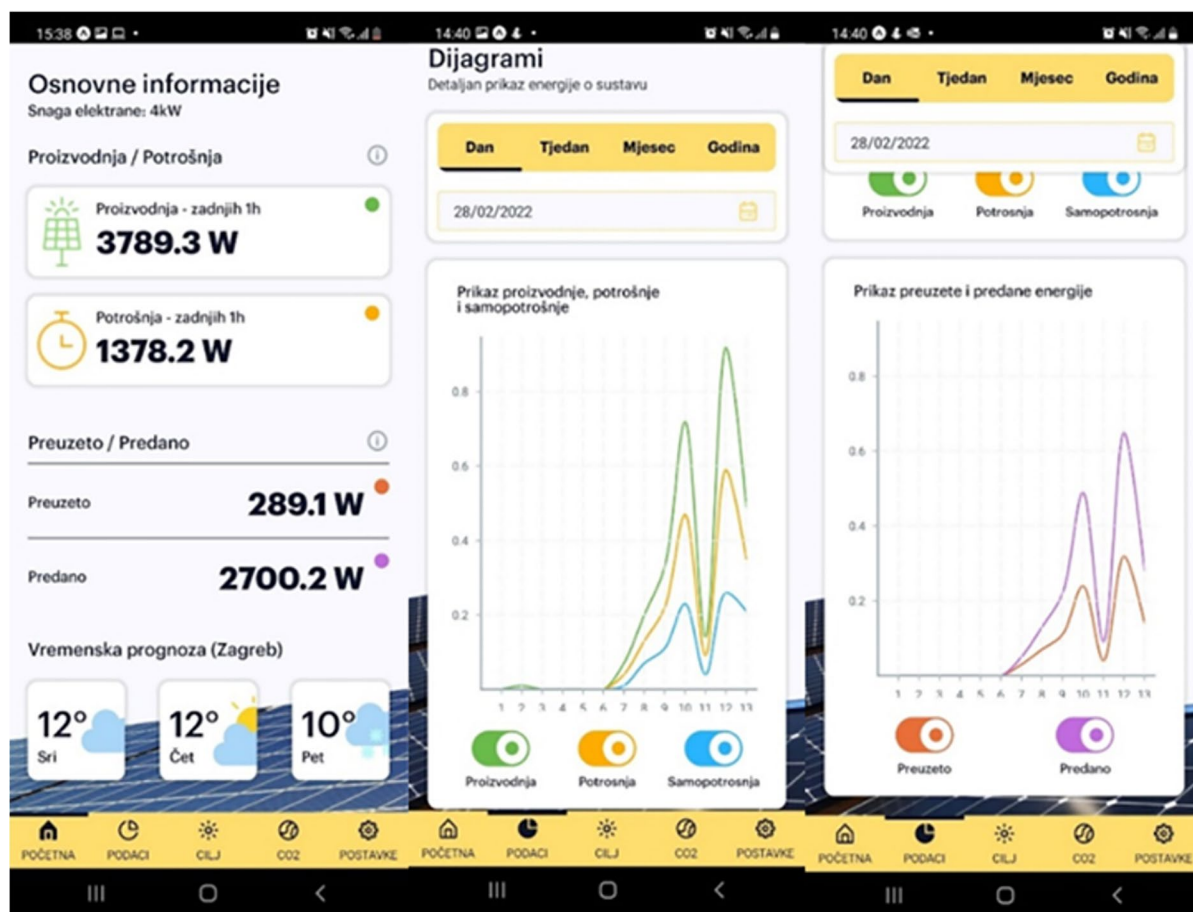 15:38
Osnovne informacije
Snaga elektrane: 4kW
Proizvodnja / Potrošnja
Proizvodnja - zadnjih 1h
3789.3 W
Potrošnja - zadnjih 1h
1378.2 W
Preuzeto / Predano
Preuzeto
289.1 W
Predano
2700.2 W
Vremenska prognoza (Zagreb)
12° 12° 10°
Sri Čet Pet
POČETNA PODACI CILJ CO2 POSTAVKE
14:40
Dijagrami
Detaljan prikaz energije o sustavu
Dan Tjedan Mjesec Godina
28/02/2022
Prikaz proizvodnje, potrošnje
i samopotrošnje
0.8
0.6
0.4
0.2
1 2 3 4 5 6 7 8 9 10 11 12 13
Proizvodnja Potrosnja Samopotrosnja
POČETNA PODACI CILJ CO2 POSTAVKE
14:40
Dan Tjedan Mjesec Godina
28/02/2022
Proizvodnja Potrosnja Samopotrosnja
Prikaz preuzete i predane energije
0.8
0.6
0.4
0.2
1 2 3 4 5 6 7 8 9 10 11 12 13
Preuzeto Predano
POČETNA PODACI CILJ CO2 POSTAVKE